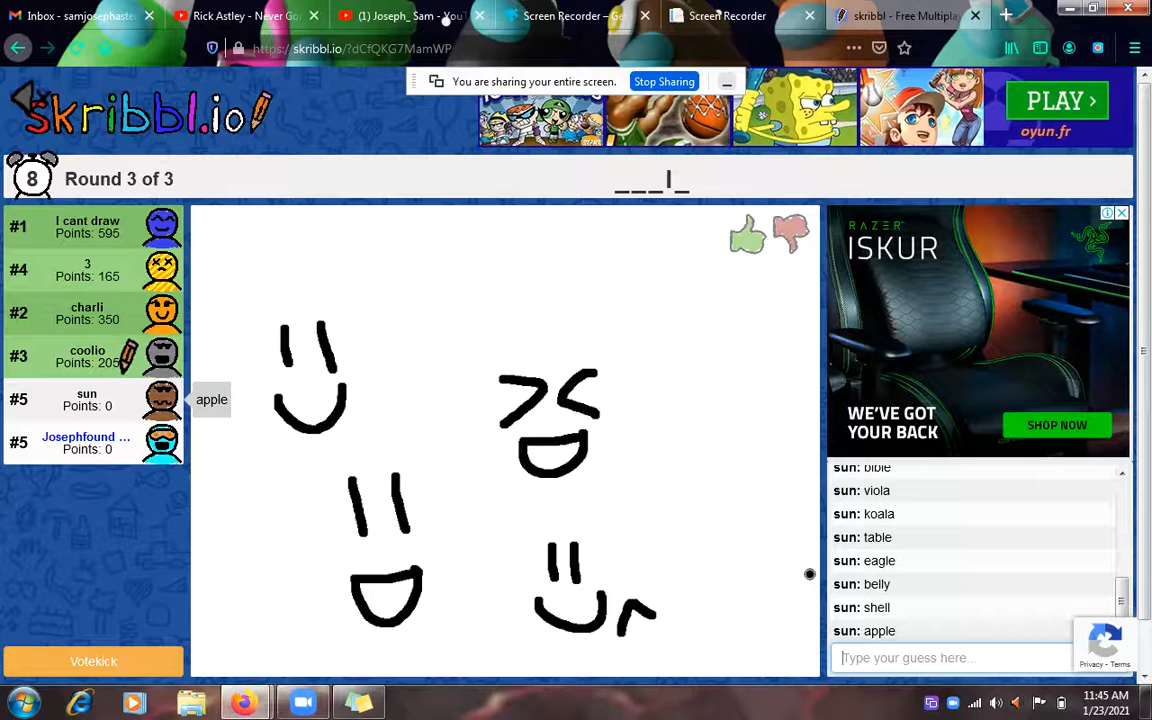 Inbox - samjosephaster
Rick Astley - Never Go
(1) Joseph_ Sam - YouT
Screen Recorder – Ge
Screen Recorder
skribbl - Free Multipla
https://skribbl.io/?dCfQKG7MamWP
You are sharing your entire screen.
Stop Sharing
skribbl.io
PLAY >
oyun.fr
8
Round 3 of 3
___l_
#1
I cant draw
Points: 595
#4
3
Points: 165
#2
charli
Points: 350
#3
coolio
Points: 205
#5
sun
Points: 0
apple
#5
Josephfound ...
Points: 0
RAZER
ISKUR
WE'VE GOT
YOUR BACK
SHOP NOW
sun: bible
sun: viola
sun: koala
sun: table
sun: eagle
sun: belly
sun: shell
sun: apple
Type your guess here...
Privacy - Terms
Votekick
11:45 AM
1/23/2021